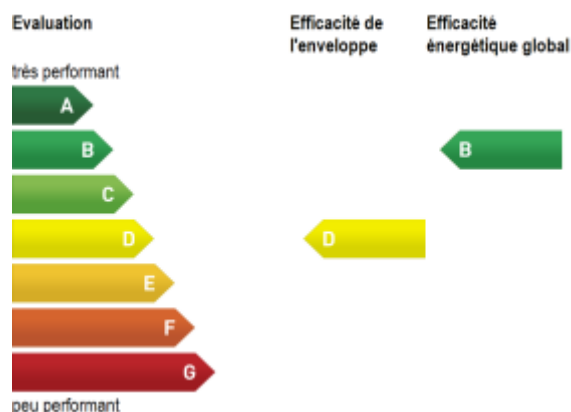 Evaluation
Efficacité de
l'enveloppe
Efficacité
énergétique global
très performant
A
B
B
C
D
D
E
F
G
peu performant